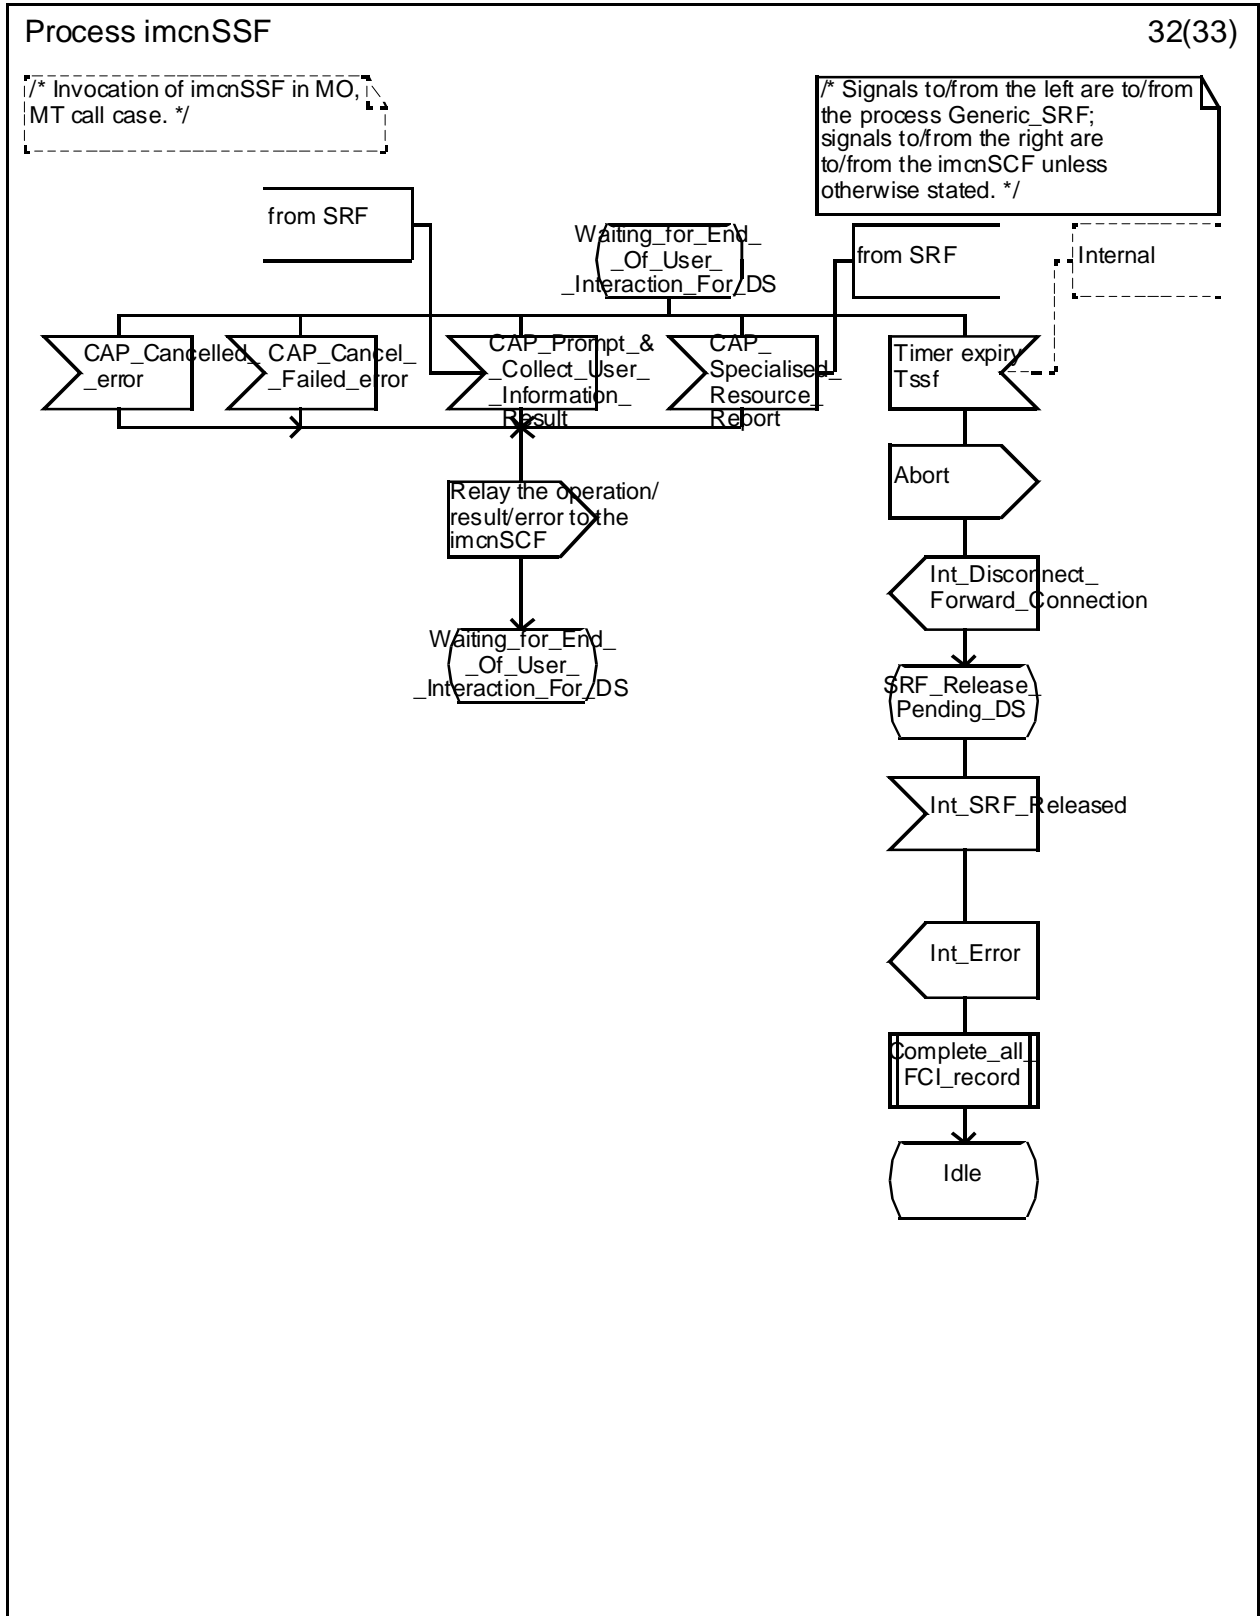 Process imcnSSF
32(33)
/* Invocation of imcnSSF in MO,
MT call case. */
/* Signals to/from the left are to/from
the process Generic_SRF;
signals to/from the right are
to/from the imcnSCF unless
otherwise stated. */
from SRF
Waiting_for_End_
_Of_User_
_Interaction_For_DS
from SRF
Internal
CAP_Cancelled_
_error
CAP_Cancel_
_Failed_error
CAP_Prompt_&
_Collect_User_
_Information_
_Result
CAP_
Specialised_
Resource_
Report
Timer expiry
Tssf
Relay the operation/
result/error to the
imcnSCF
Waiting_for_End_
_Of_User_
_Interaction_For_DS
Abort
Int_Disconnect_
Forward_Connection
SRF_Release_
Pending_DS
Int_SRF_Released
Int_Error
Complete_all_
FCI_record
Idle